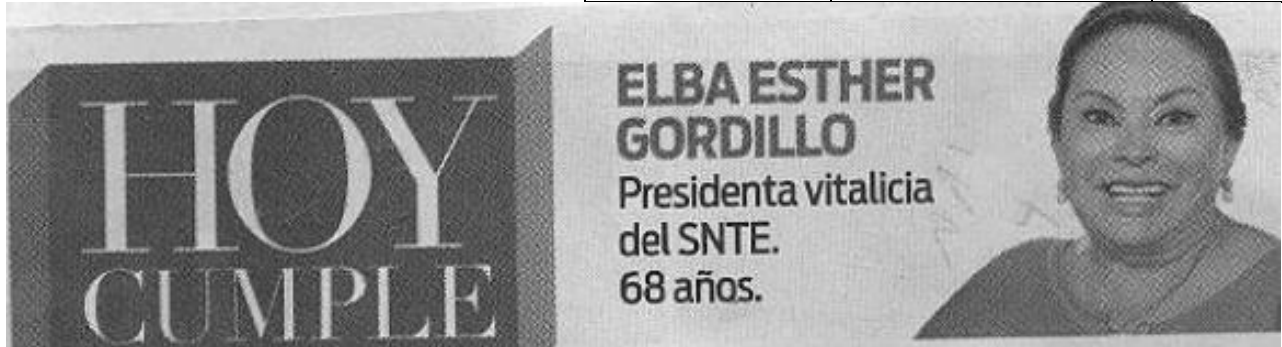 HOY
CUMPLE
ELBA ESTHER
GORDILLO
Presidenta vitalicia
del SNTE.
68 años.